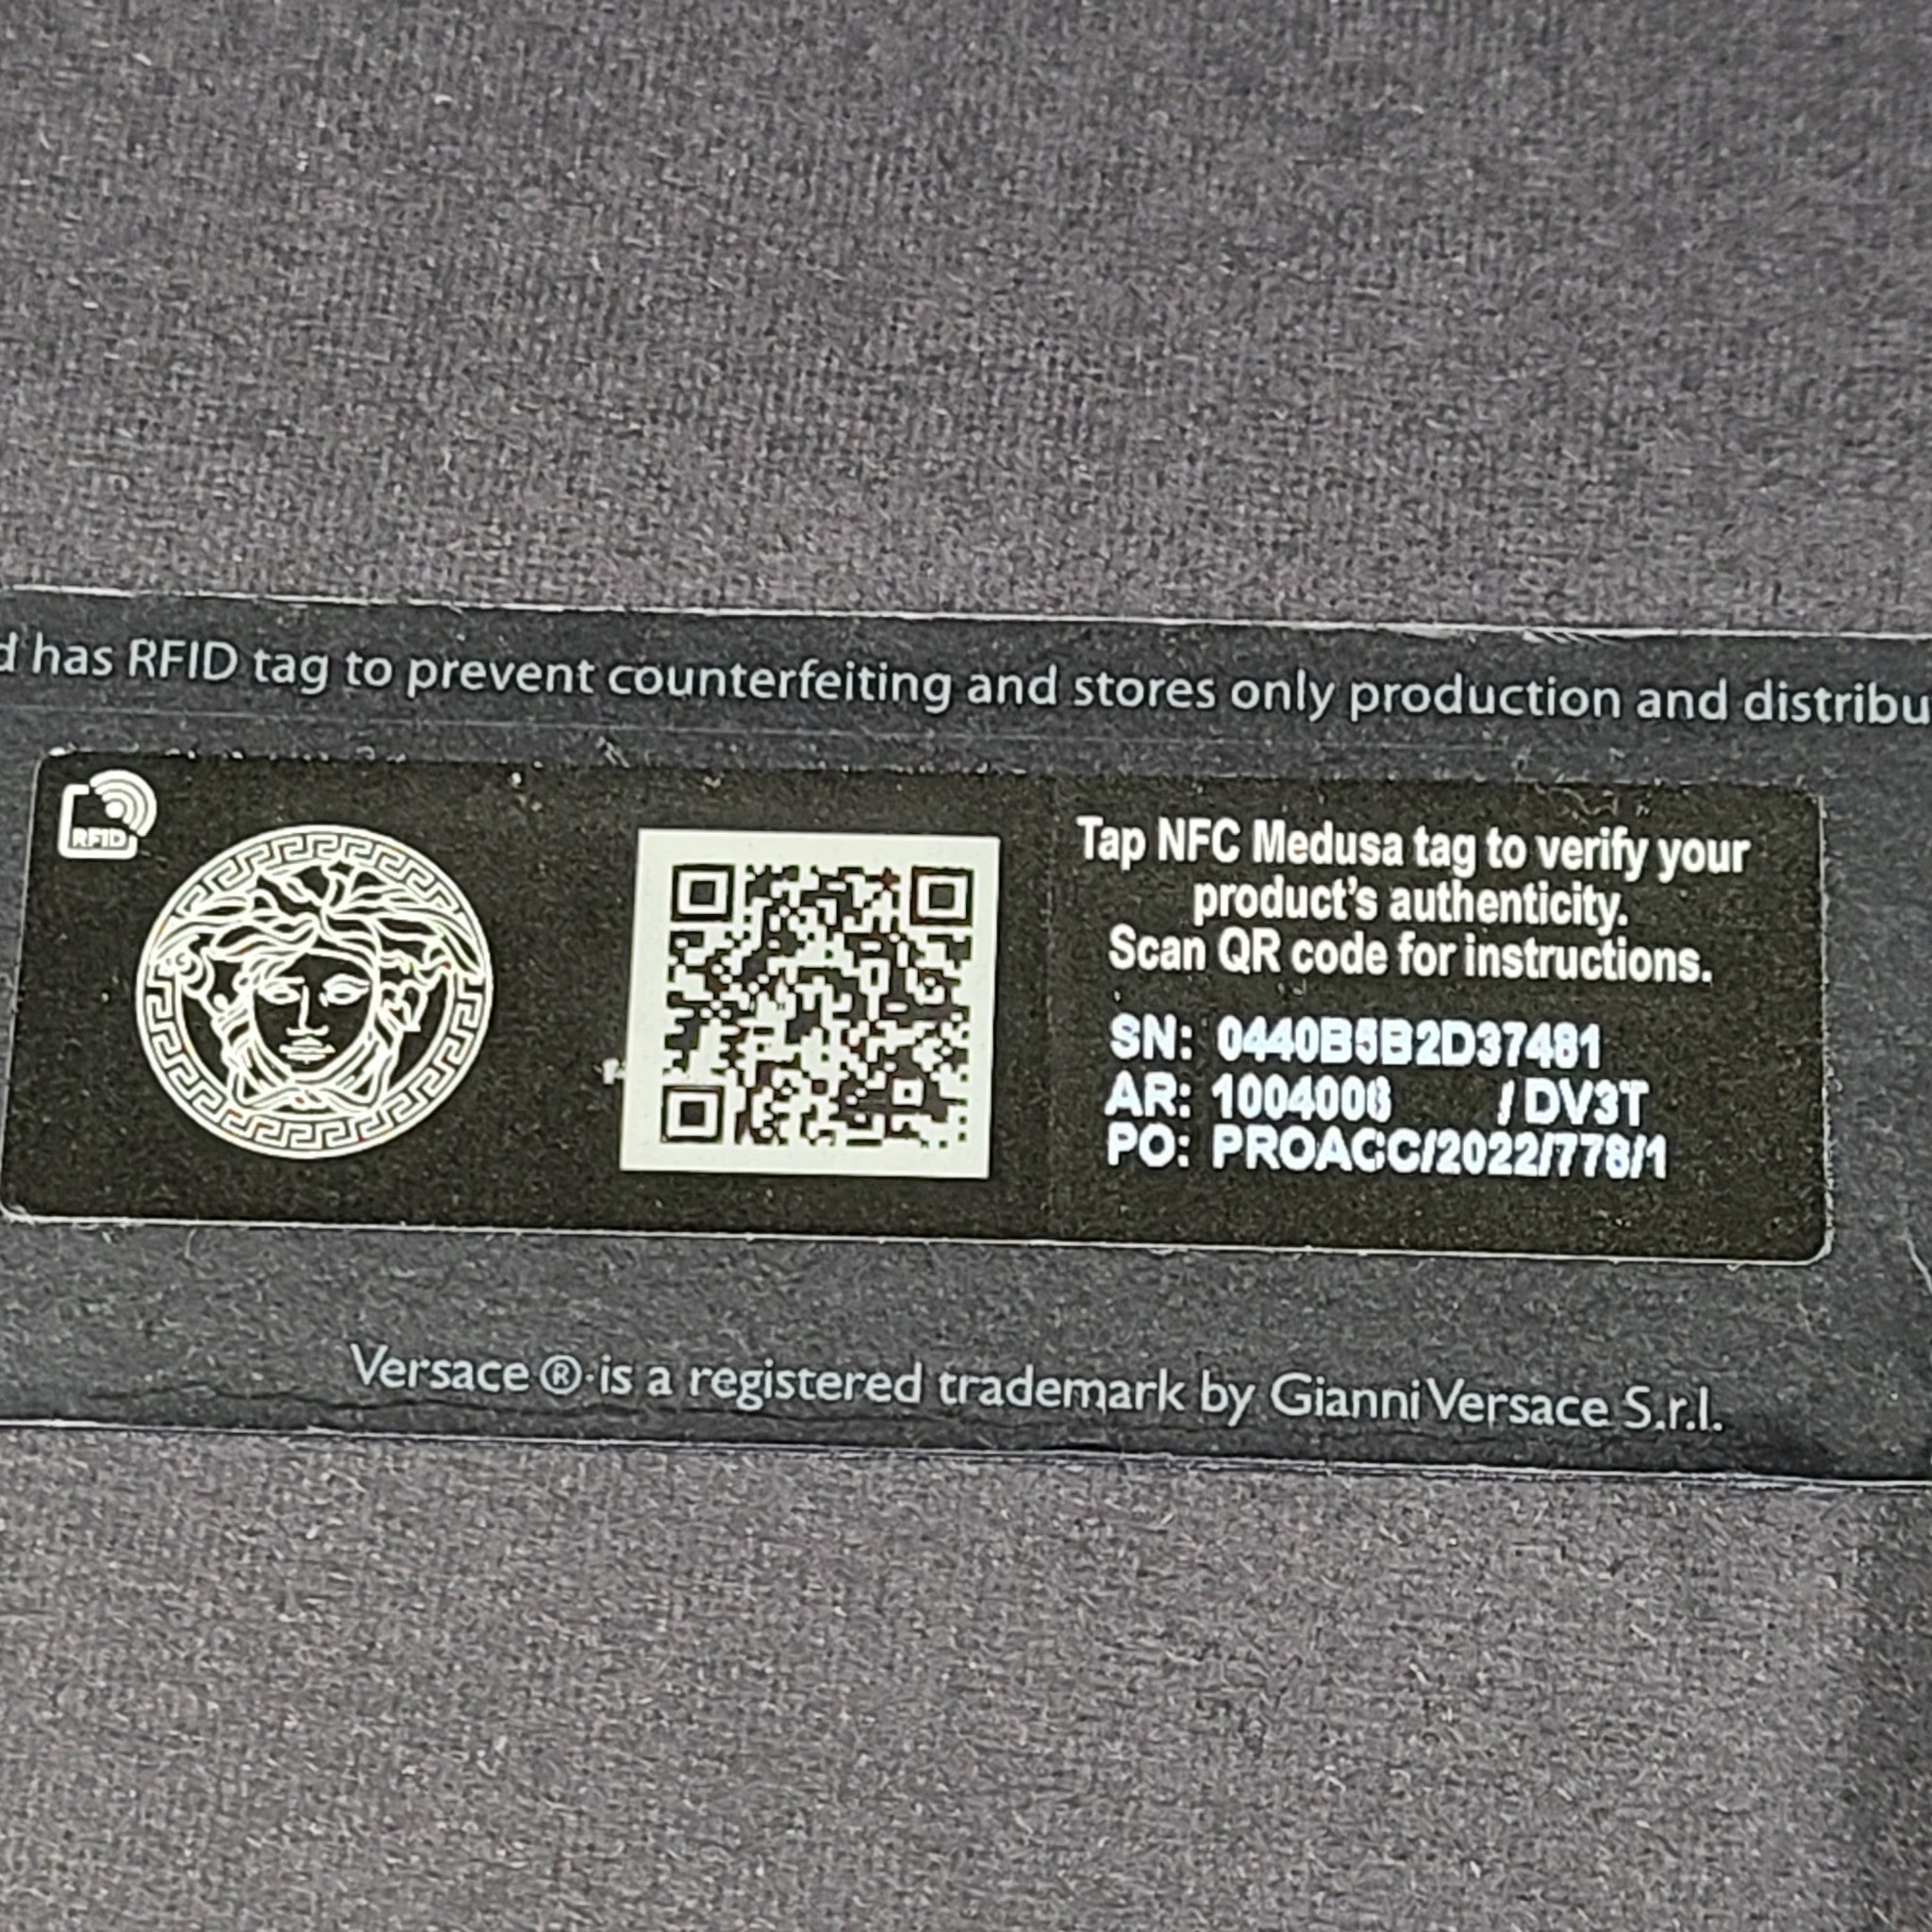 has RFID tag to prevent counterfeiting and stores only production and
RFID
Tap NFC Medusa tag to verify your
product's authenticity.
Scan QR code for instructions.
SN: 0440B5B2D37481
AR: 1004008 / DV3T
PO: PROACC/2022/778/1
Versace ® is a registered trademark by Gianni Versace S.r.l.